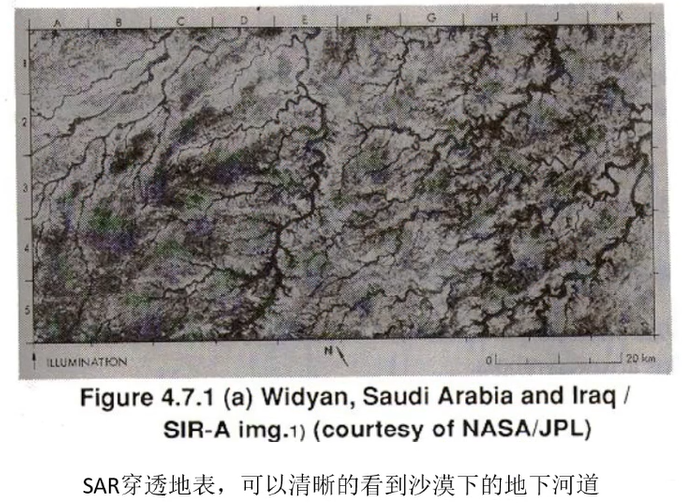 A B C D E F G H J K
1
2
3
4
5
ILLUMINATION N 0 20 km
Figure 4.7.1 (a) Widyan, Saudi Arabia and Iraq /
SIR-A img.1) (courtesy of NASA/JPL)
SAR穿透地表，可以清晰的看到沙漠下的地下河道